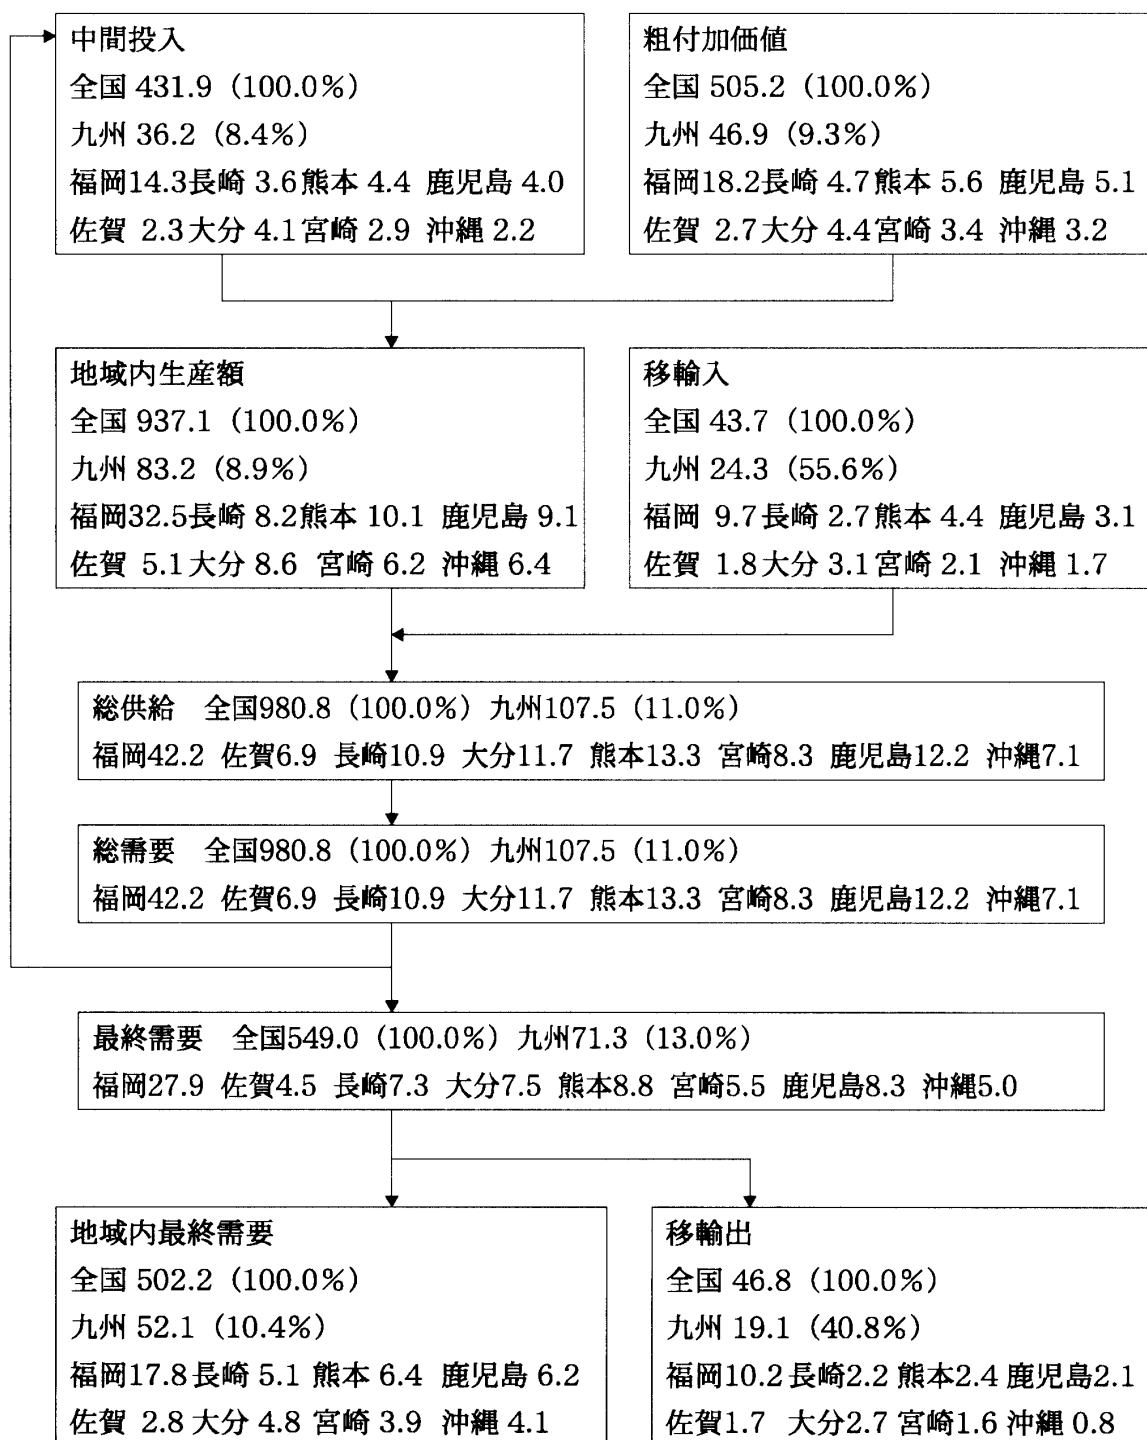 中間投入
全国 431.9 (100.0%)
九州 36.2 (8.4%)
福岡14.3長崎 3.6熊本 4.4 鹿児島 4.0
佐賀 2.3大分 4.1宮崎 2.9 沖縄 2.2
粗付加価値
全国 505.2 (100.0%)
九州 46.9 (9.3%)
福岡18.2長崎 4.7熊本 5.6 鹿児島 5.1
佐賀 2.7大分 4.4宮崎 3.4 沖縄 3.2
地域内生産額
全国 937.1 (100.0%)
九州 83.2 (8.9%)
福岡32.5長崎 8.2熊本 10.1 鹿児島 9.1
佐賀 5.1大分 8.6 宮崎 6.2 沖縄 6.4
移輸入
全国 43.7 (100.0%)
九州 24.3 (55.6%)
福岡 9.7長崎 2.7熊本 4.4 鹿児島 3.1
佐賀 1.8大分 3.1宮崎 2.1 沖縄 1.7
総供給 全国980.8 (100.0%) 九州107.5 (11.0%)
福岡42.2 佐賀6.9 長崎10.9 大分11.7 熊本13.3 宮崎8.3 鹿児島12.2 沖縄7.1
総需要 全国980.8 (100.0%) 九州107.5 (11.0%)
福岡42.2 佐賀6.9 長崎10.9 大分11.7 熊本13.3 宮崎8.3 鹿児島12.2 沖縄7.1
最終需要 全国549.0 (100.0%) 九州71.3 (13.0%)
福岡27.9 佐賀4.5 長崎7.3 大分7.5 熊本8.8 宮崎5.5 鹿児島8.3 沖縄5.0
地域内最終需要
全国 502.2 (100.0%)
九州 52.1 (10.4%)
福岡17.8長崎 5.1 熊本 6.4 鹿児島 6.2
佐賀 2.8大分 4.8 宮崎 3.9 沖縄 4.1
移輸出
全国 46.8 (100.0%)
九州 19.1 (40.8%)
福岡10.2長崎2.2 熊本2.4 鹿児島2.1
佐賀1.7 大分2.7 宮崎1.6 沖縄 0.8